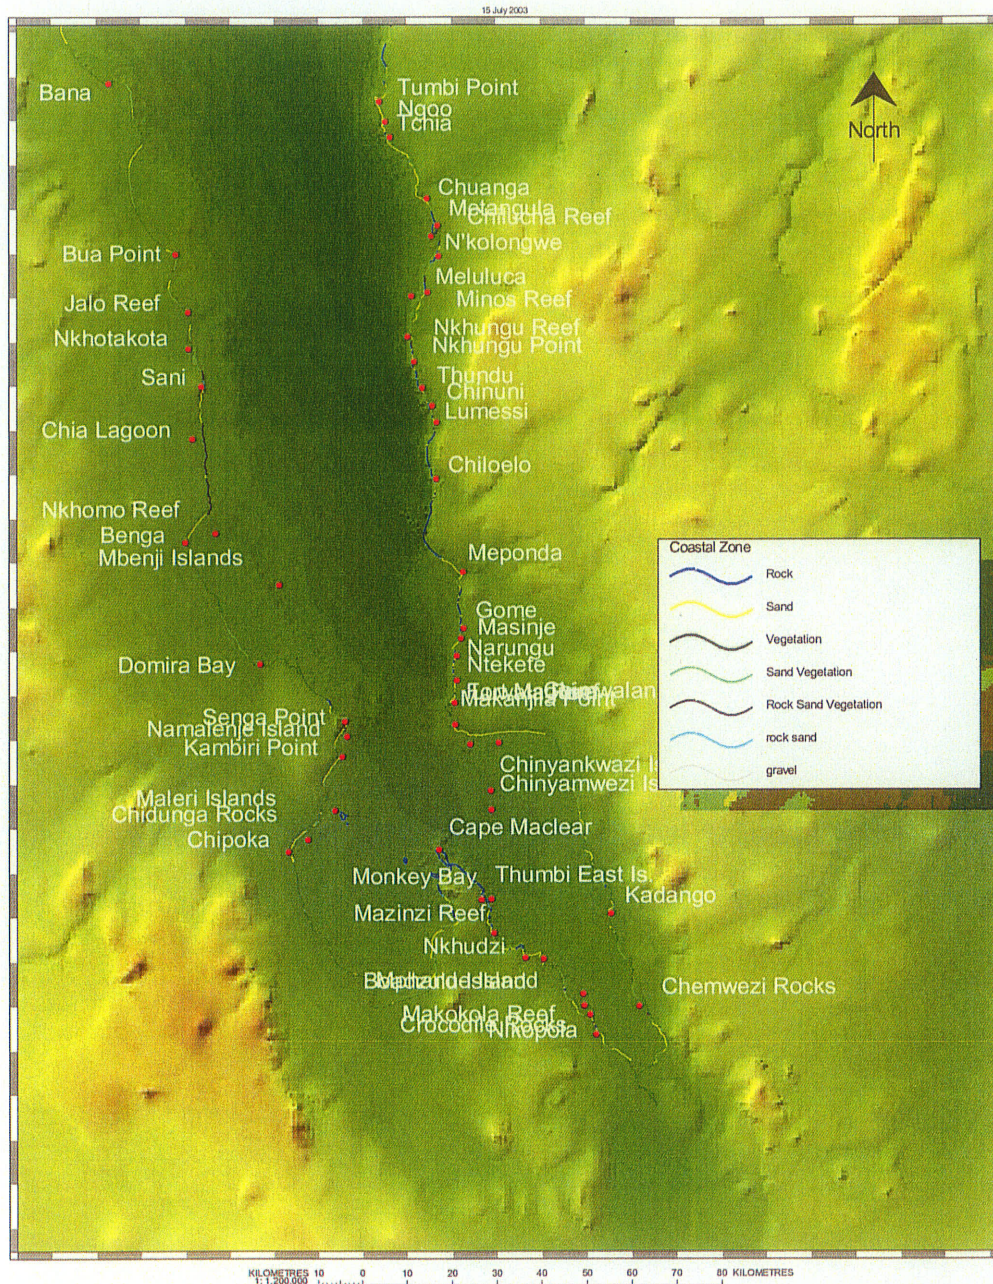 15 July 2003
Bana
Tumbi Point
Ngoo
Tchia
North
Chuanga
Metangula
Chilucha Reef
N'kolongwe
Bua Point
Meluluca
Minos Reef
Jalo Reef
Nkhungu Reef
Nkhotakota
Nkhungu Point
Sani
Thundu
Chinuni
Lumessi
Chia Lagoon
Chiloelo
Nkhomo Reef
Benga
Mbenji Islands
Meponda
Coastal Zone
Rock
Sand
Vegetation
Sand Vegetation
Rock Sand Vegetation
rock sand
gravel
Gome
Masinje
Narungu
Ntekete
Domira Bay
Makanjila Point
Senga Point
Namalenje Island
Kambiri Point
Chinyankwazi Is
Chinyamwezi Is
Maleri Islands
Chidunga Rocks
Chipoka
Cape Maclear
Monkey Bay
Thumbi East Is.
Kadango
Mazinzi Reef
Nkhudzi
Island
Chemwezi Rocks
Makokola Reef
Crocodile Rocks
Nkopola
KILOMETRES 10 0 10 20 30 40 50 60 70 80 KILOMETRES
1: 1,200,000